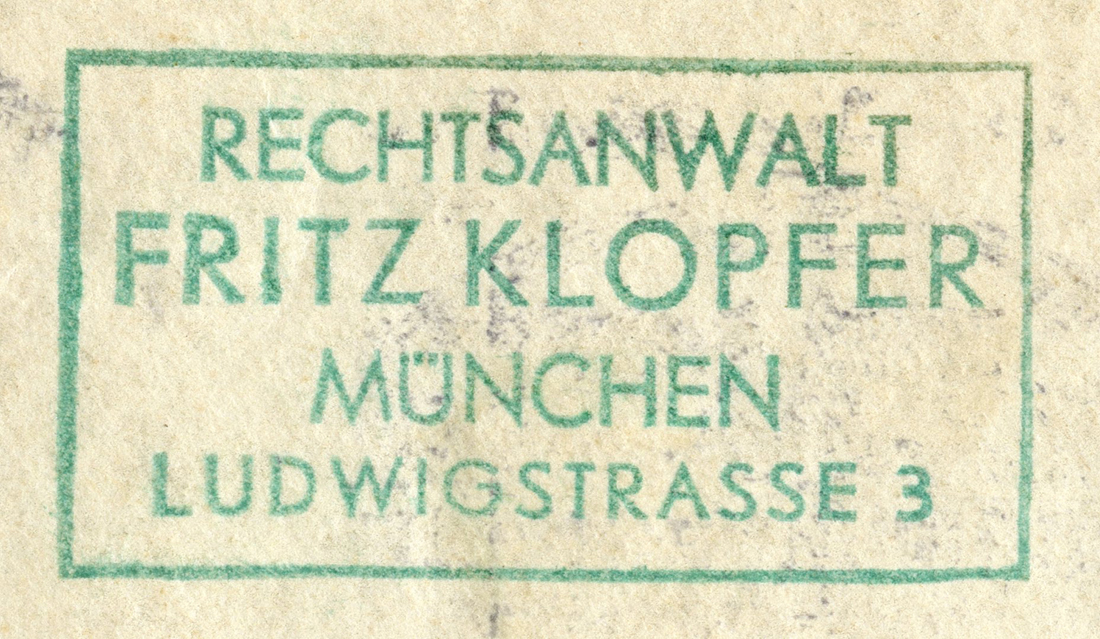 RECHTSANWALT
FRITZ KLOPFER
MÜNCHEN
LUDWIGSTRASSE 3